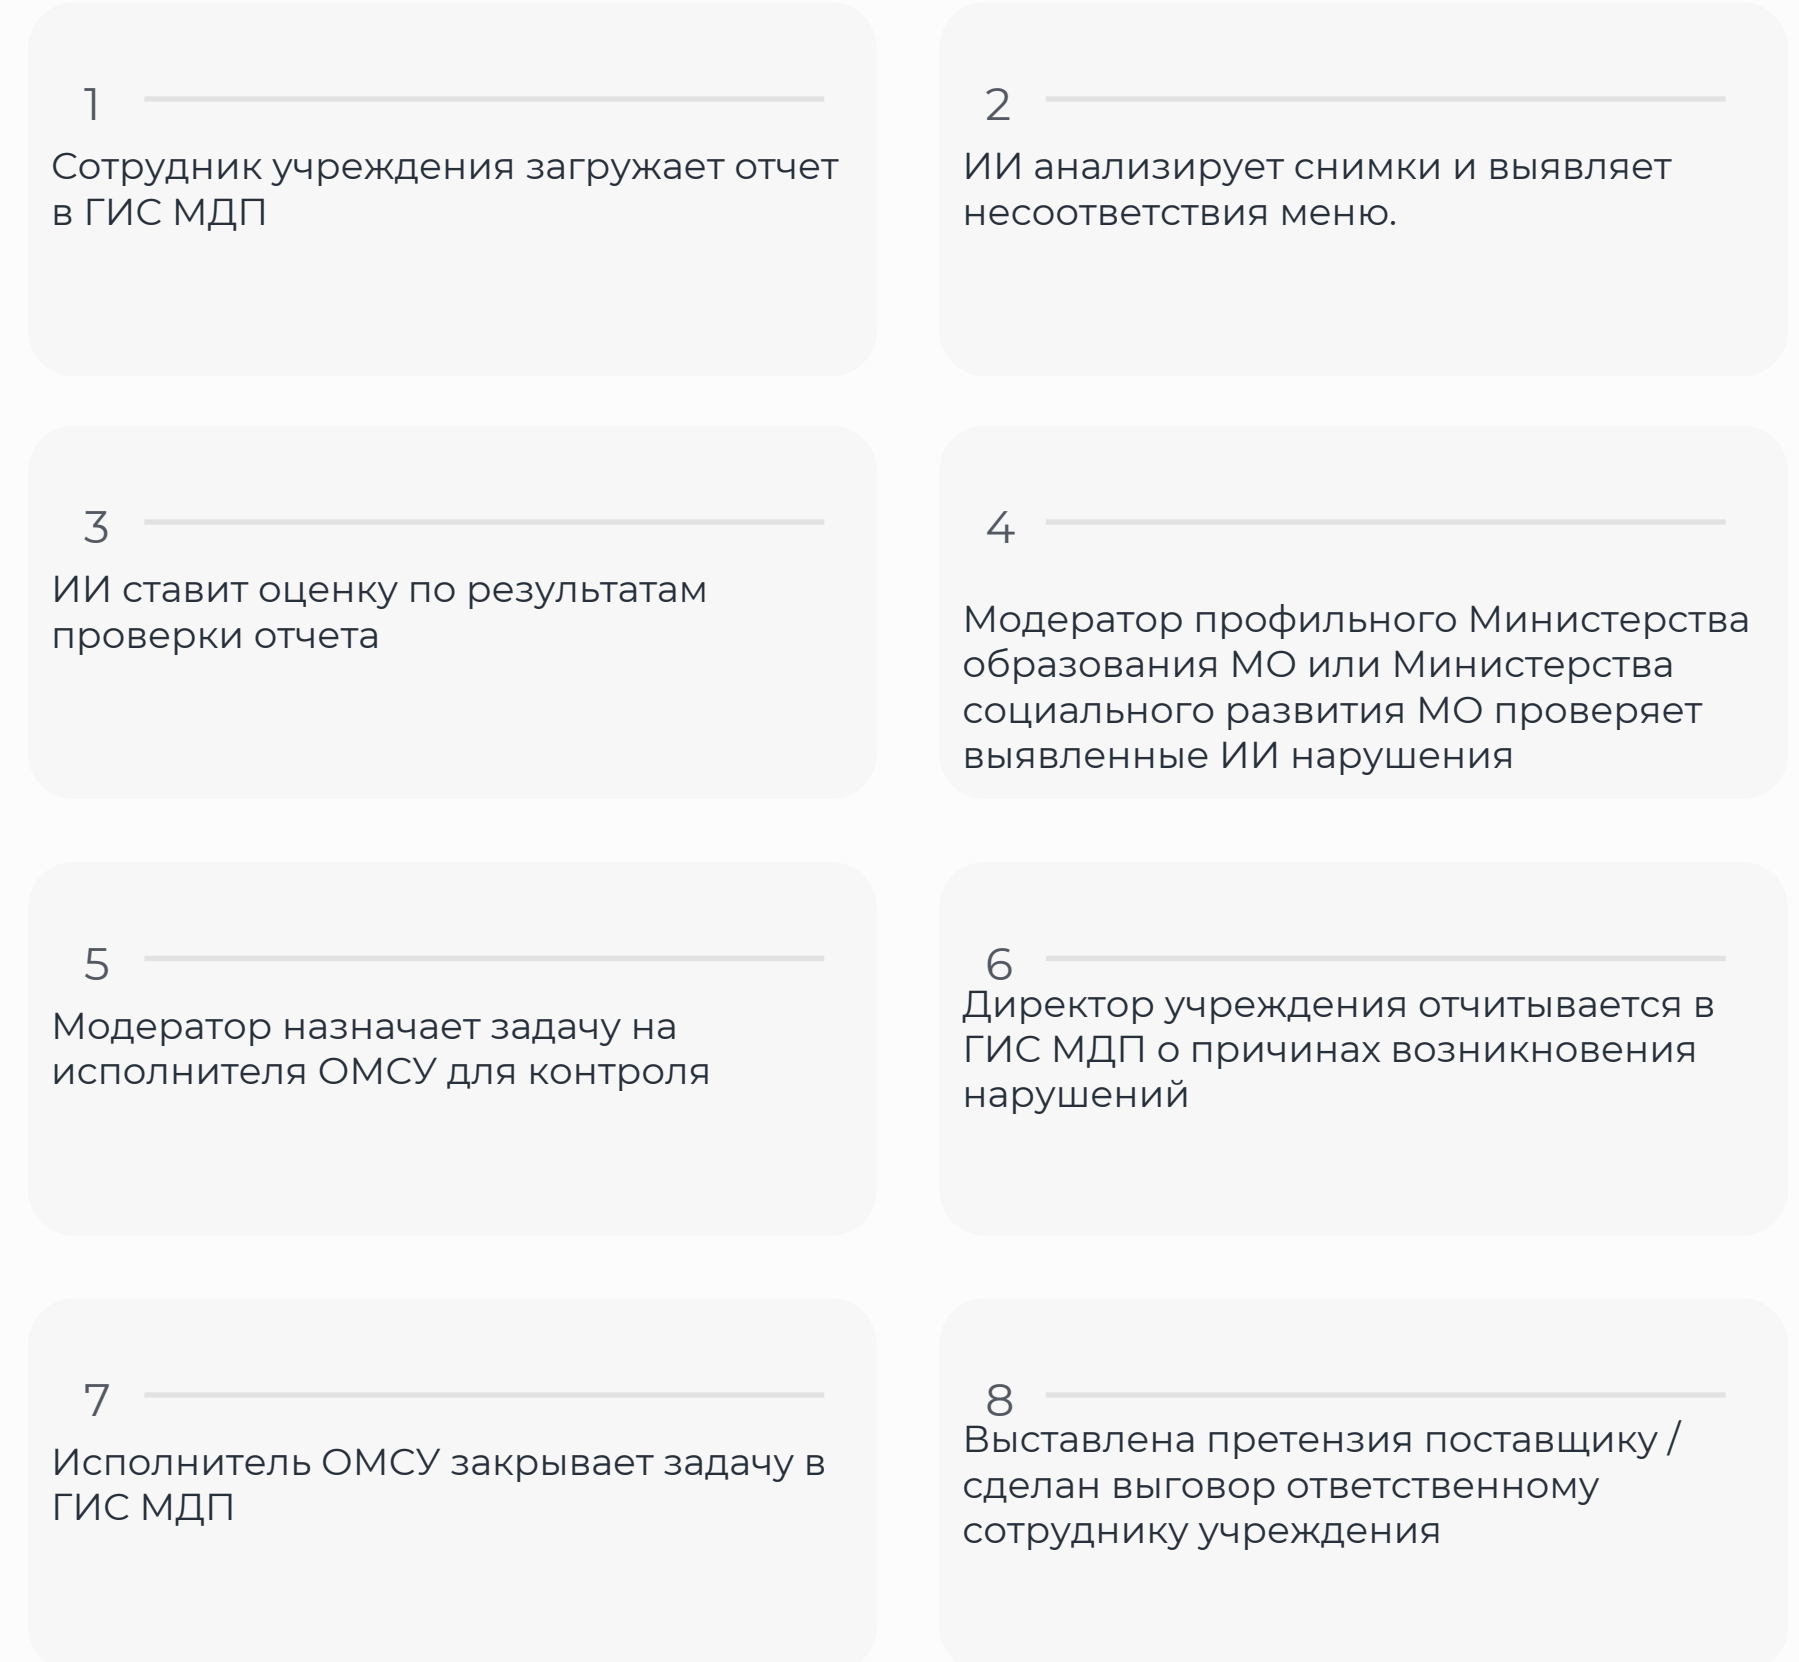 1
Сотрудник учреждения загружает отчет
в ГИС МДП
2
ИИ анализирует снимки и выявляет
несоответствия меню.
3
ИИ ставит оценку по результатам
проверки отчета
4
Модератор профильного Министерства
образования МО или Министерства
социального развития МО проверяет
выявленные ИИ нарушения
5
Модератор назначает задачу на
исполнителя ОМСУ для контроля
6
Директор учреждения отчитывается в
ГИС МДП о причинах возникновения
нарушений
7
Исполнитель ОМСУ закрывает задачу в
ГИС МДП
8
Выставлена претензия поставщику /
сделан выговор ответственному
сотруднику учреждения